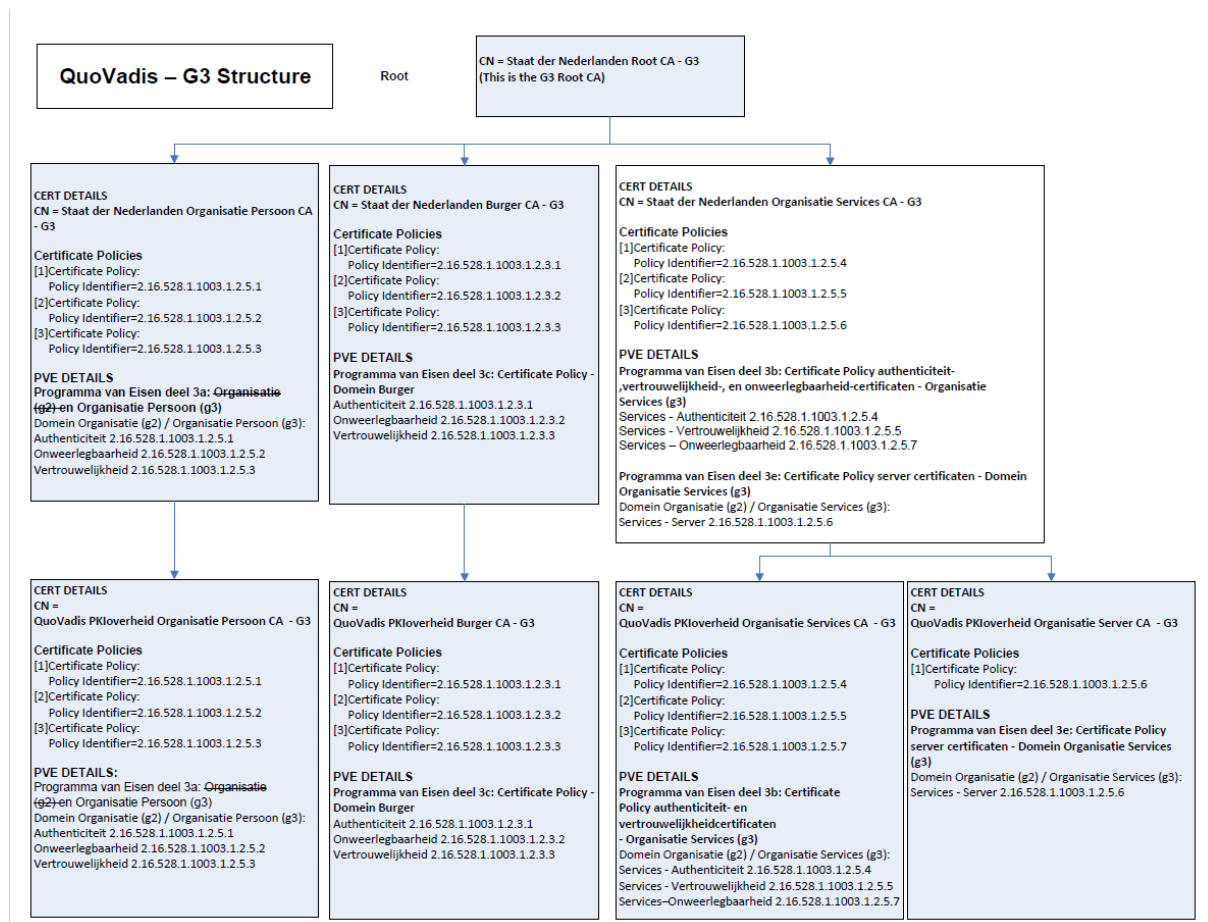 QuoVadis – G3 Structure
Root
CN = Staat der Nederlanden Root CA - G3
(This is the G3 Root CA)
CERT DETAILS
CN = Staat der Nederlanden Organisatie Persoon CA
- G3
Certificate Policies
[1]Certificate Policy:
Policy Identifier=2.16.528.1.1003.1.2.5.1
[2]Certificate Policy:
Policy Identifier=2.16.528.1.1003.1.2.5.2
[3]Certificate Policy:
Policy Identifier=2.16.528.1.1003.1.2.5.3
PVE DETAILS
Programma van Eisen deel 3a: Organisatie
(g2) en Organisatie Persoon (g3)
Domein Organisatie (g2) / Organisatie Persoon (g3):
Authenticiteit 2.16.528.1.1003.1.2.5.1
Onweerlegbaarheid 2.16.528.1.1003.1.2.5.2
Vertrouwelijkheid 2.16.528.1.1003.1.2.5.3
CERT DETAILS
CN = Staat der Nederlanden Burger CA - G3
Certificate Policies
[1]Certificate Policy:
Policy Identifier=2.16.528.1.1003.1.2.3.1
[2]Certificate Policy:
Policy Identifier=2.16.528.1.1003.1.2.3.2
[3]Certificate Policy:
Policy Identifier=2.16.528.1.1003.1.2.3.3
PVE DETAILS
Programma van Eisen deel 3c: Certificate Policy -
Domein Burger
Authenticiteit 2.16.528.1.1003.1.2.3.1
Onweerlegbaarheid 2.16.528.1.1003.1.2.3.2
Vertrouwelijkheid 2.16.528.1.1003.1.2.3.3
CERT DETAILS
CN = Staat der Nederlanden Organisatie Services CA - G3
Certificate Policies
[1]Certificate Policy:
Policy Identifier=2.16.528.1.1003.1.2.5.4
[2]Certificate Policy:
Policy Identifier=2.16.528.1.1003.1.2.5.5
[3]Certificate Policy:
Policy Identifier=2.16.528.1.1003.1.2.5.6
PVE DETAILS
Programma van Eisen deel 3b: Certificate Policy authenticiteit-
,vertrouwelijkheid-, en onweerlegbaarheid-certificaten - Organisatie
Services (g3)
Services - Authenticiteit 2.16.528.1.1003.1.2.5.4
Services - Vertrouwelijkheid 2.16.528.1.1003.1.2.5.5
Services – Onweerlegbaarheid 2.16.528.1.1003.1.2.5.7
Programma van Eisen deel 3e: Certificate Policy server certificaten - Domein
Organisatie Services (g3)
Domein Organisatie (g2) / Organisatie Services (g3):
Services - Server 2.16.528.1.1003.1.2.5.6
CERT DETAILS
CN =
QuoVadis PKIoverheid Organisatie Persoon CA - G3
Certificate Policies
[1]Certificate Policy:
Policy Identifier=2.16.528.1.1003.1.2.5.1
[2]Certificate Policy:
Policy Identifier=2.16.528.1.1003.1.2.5.2
[3]Certificate Policy:
Policy Identifier=2.16.528.1.1003.1.2.5.3
PVE DETAILS:
Programma van Eisen deel 3a: Organisatie
(g2) en Organisatie Persoon (g3)
Domein Organisatie (g2) / Organisatie Persoon (g3):
Authenticiteit 2.16.528.1.1003.1.2.5.1
Onweerlegbaarheid 2.16.528.1.1003.1.2.5.2
Vertrouwelijkheid 2.16.528.1.1003.1.2.5.3
CERT DETAILS
CN =
QuoVadis PKIoverheid Burger CA - G3
Certificate Policies
[1]Certificate Policy:
Policy Identifier=2.16.528.1.1003.1.2.3.1
[2]Certificate Policy:
Policy Identifier=2.16.528.1.1003.1.2.3.2
[3]Certificate Policy:
Policy Identifier=2.16.528.1.1003.1.2.3.3
PVE DETAILS
Programma van Eisen deel 3c: Certificate Policy -
Domein Burger
Authenticiteit 2.16.528.1.1003.1.2.3.1
Onweerlegbaarheid 2.16.528.1.1003.1.2.3.2
Vertrouwelijkheid 2.16.528.1.1003.1.2.3.3
CERT DETAILS
CN =
QuoVadis PKIoverheid Organisatie Services CA - G3
Certificate Policies
[1]Certificate Policy:
Policy Identifier=2.16.528.1.1003.1.2.5.4
[2]Certificate Policy:
Policy Identifier=2.16.528.1.1003.1.2.5.5
[3]Certificate Policy:
Policy Identifier=2.16.528.1.1003.1.2.5.7
PVE DETAILS
Programma van Eisen deel 3b: Certificate
Policy authenticiteit- en
vertrouwelijkheidcertificaten
- Organisatie Services (g3)
Domein Organisatie (g2) / Organisatie Services (g3):
Services - Authenticiteit 2.16.528.1.1003.1.2.5.4
Services - Vertrouwelijkheid 2.16.528.1.1003.1.2.5.5
Services–Onweerlegbaarheid 2.16.528.1.1003.1.2.5.7
CERT DETAILS
CN =
QuoVadis PKIoverheid Organisatie Server CA - G3
Certificate Policies
[1]Certificate Policy:
Policy Identifier=2.16.528.1.1003.1.2.5.6
PVE DETAILS
Programma van Eisen deel 3e: Certificate Policy
server certificaten - Domein Organisatie Services
(g3)
Domein Organisatie (g2) / Organisatie Services (g3):
Services - Server 2.16.528.1.1003.1.2.5.6